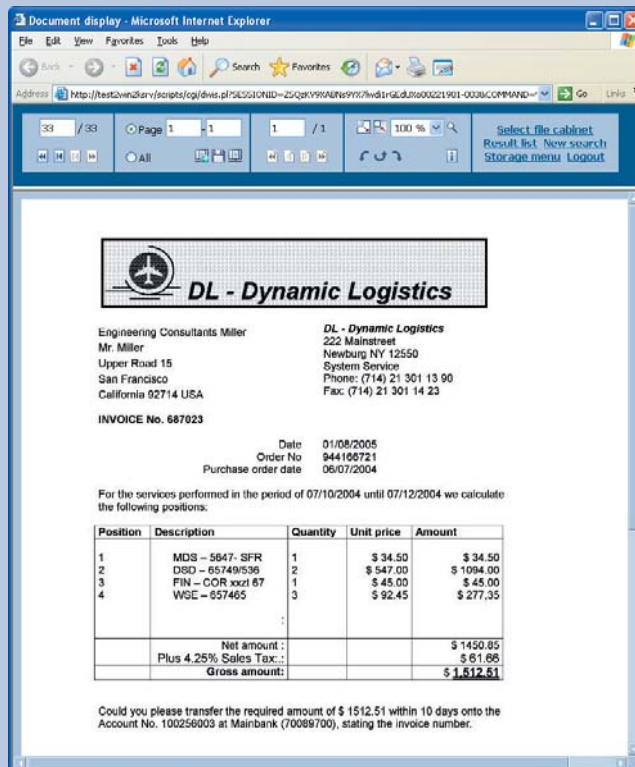 Document display - Microsoft Internet Explorer
File Edit View Favorites Tools Help
Back Search Favorites
Address Go Links
33 /33 Page 1 -1 1 /1 100 % Select file cabinet
Result list New search
All Storage menu Logout
DL - Dynamic Logistics
Engineering Consultants Miller
Mr. Miller
Upper Road 15
San Francisco
California 92714 USA
DL - Dynamic Logistics
222 Mainstreet
Newburg NY 12550
System Service
Phone: (714) 21 301 13 90
Fax: (714) 21 301 14 23
INVOICE No. 687023
Date 01/08/2005
Order No 944166721
Purchase order date 06/07/2004
For the services performed in the period of 07/10/2004 until 07/12/2004 we calculate
the following positions:
Position Description Quantity Unit price Amount
1 MDS – 5647- SFR 1 $ 34.50 $ 34.50
2 DSD – 65749/536 2 $ 547.00 $ 1094.00
3 FIN – COR xxzl 67 1 $ 45.00 $ 45.00
4 WSE – 657465 3 $ 92.45 $ 277,35
:
Net amount : $ 1450.85
Plus 4.25% Sales Tax:.: $ 61.66
Gross amount: $ 1,512.51
Could you please transfer the required amount of $ 1512.51 within 10 days onto the
Account No. 100256003 at Mainbank (70089700), stating the invoice number.